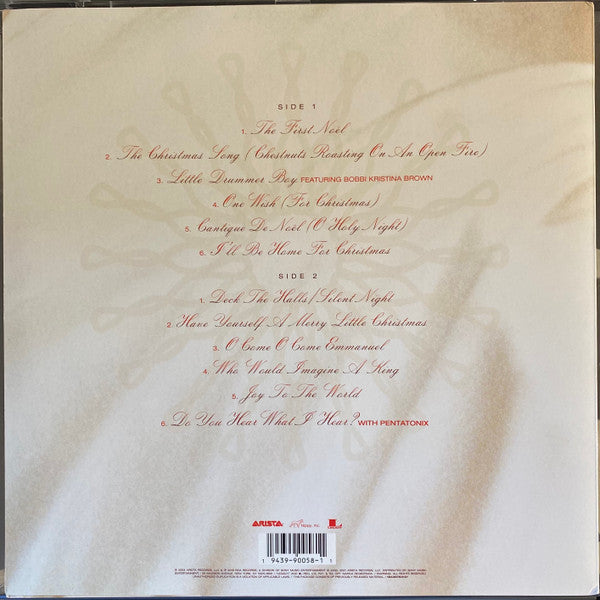 SIDE 1
1. The First Noel
2. The Christmas Song (Chestnuts Roasting On An Open Fire)
3. Little Drummer Boy FEATURING BOBBI KRISTINA BROWN
4. One Wish (For Christmas)
5. Cantique De Noel (O Holy Night)
6. I'll Be Home For Christmas
SIDE 2
1. Deck The Halls/Silent Night
2. Have Yourself A Merry Little Christmas
3. O Come O Come Emmanuel
4. Who Would Imagine A King
5. Joy To The World
6. Do You Hear What I Hear? WITH PENTATONIX
ARISTA
1 9439-90058-1 1